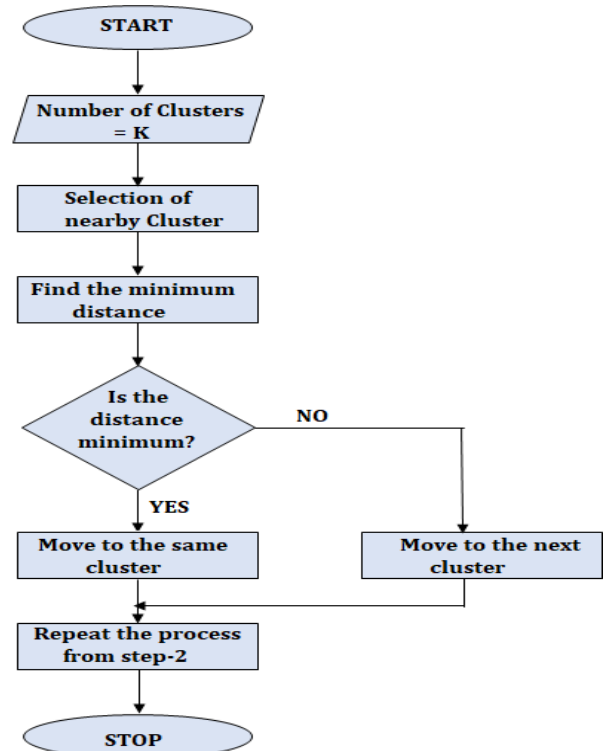 START
Number of Clusters
= K
Selection of
nearby Cluster
Find the minimum
distance
Is the
distance
minimum?
NO
YES
Move to the same
cluster
Move to the next
cluster
Repeat the process
from step-2
STOP